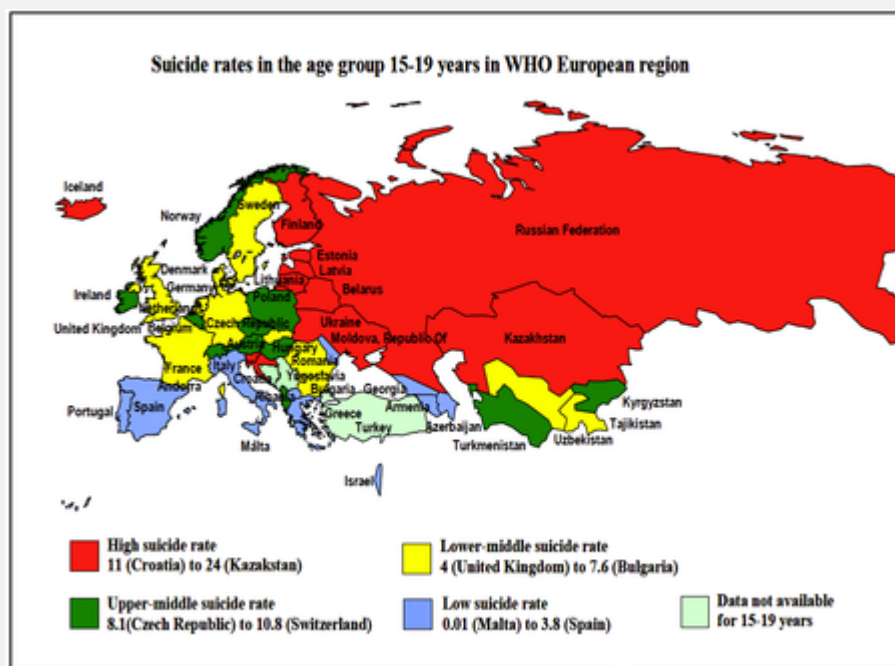 Suicide rates in the age group 15-19 years in WHO European region
Iceland
Norway
Sweden
Finland
Russian Federation
Estonia
Latvia
Denmark
Lithuania
Germany
Belarus
Ireland
Poland
Netherlands
United Kingdom
Belgium
Czech Republic
Ukraine
Moldova, Republic Of
Kazakhstan
Austria
Hungary
France
Italy
Romania
Croatia
Yugoslavia
Andorra
Bulgaria
Georgia
Albania
Kyrgyzstan
Portugal
Spain
Greece
Armenia
Tajikistan
Turkey
Azerbaijan
Uzbekistan
Turkmenistan
Malta
Israel
High suicide rate
11 (Croatia) to 24 (Kazakstan)
Lower-middle suicide rate
4 (United Kingdom) to 7.6 (Bulgaria)
Upper-middle suicide rate
8.1(Czech Republic) to 10.8 (Switzerland)
Low suicide rate
0.01 (Malta) to 3.8(Spain)
Data not available
for 15-19 years